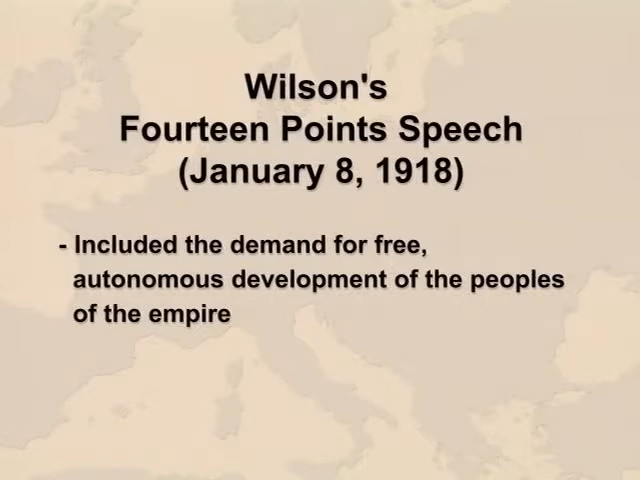 Wilson's
Fourteen Points Speech
(January 8, 1918)
- Included the demand for free,
autonomous development of the peoples
of the empire